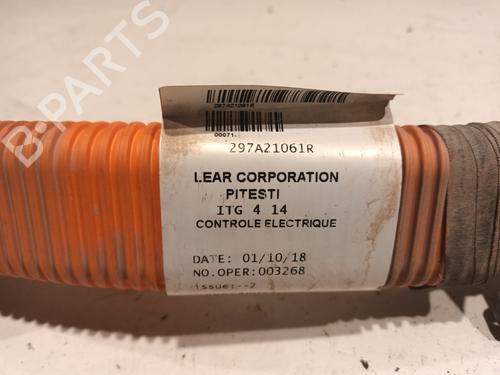 297A21061R
00071
297A21061R
LEAR CORPORATION
PITESTI
ITG 4 14
CONTROLE ELECTRIQUE
DATE: 01/10/18
NO.OPER:003268
issue:--2
B-PARTS